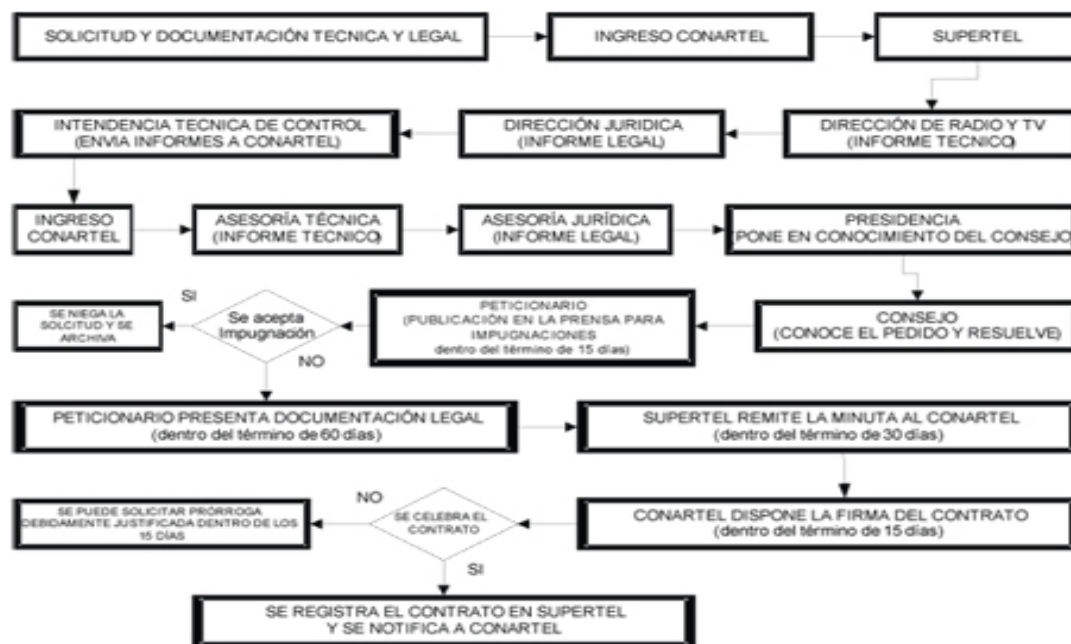 SOLICITUD Y DOCUMENTACIÓN TECNICA Y LEGAL
INGRESO CONARTEL
SUPERTEL
DIRECCIÓN DE RADIO Y TV
(INFORME TECNICO)
DIRECCIÓN JURIDICA
(INFORME LEGAL)
INTENDENCIA TECNICA DE CONTROL
(ENVIA INFORMES A CONARTEL)
INGRESO
CONARTEL
ASESORÍA TÉCNICA
(INFORME TECNICO)
ASESORÍA JURÍDICA
(INFORME LEGAL)
PRESIDENCIA
(PONE EN CONOCIMIENTO DEL CONSEJO
CONSEJO
(CONOCE EL PEDIDO Y RESUELVE)
PETICIONARIO
(PUBLICACIÓN EN LA PRENSA PARA
IMPUGNACIONES
dentro del término de 15 días)
Se acepta
Impugnación
SI
SE NIEGA LA
SOLCITUD Y SE
ARCHIVA
NO
PETICIONARIO PRESENTA DOCUMENTACIÓN LEGAL
(dentro del término de 60 días)
SUPERTEL REMITE LA MINUTA AL CONARTEL
(dentro del término de 30 días)
CONARTEL DISPONE LA FIRMA DEL CONTRATO
(dentro del término de 15 días)
SE CELEBRA EL
CONTRATO
NO
SE PUEDE SOLICITAR PRÓRROGA
DEBIDAMENTE JUSTIFICADA DENTRO DE LOS
15 DÍAS
SI
SE REGISTRA EL CONTRATO EN SUPERTEL
Y SE NOTIFICA A CONARTEL